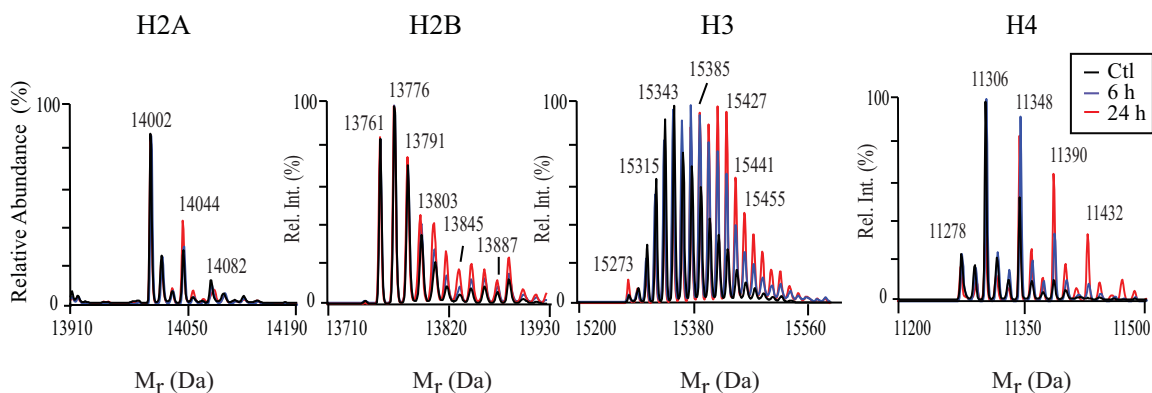 H2A
H2B
H3
H4
Relative Abundance (%)
100
0
14002
14044
14082
13910
14050
14190
Mr (Da)
Rel. Int. (%)
100
0
13761
13776
13791
13803
13845
13887
13710
13820
13930
Mr (Da)
Rel. Int. (%)
100
0
15273
15315
15343
15385
15427
15441
15455
15200
15380
15560
Mr (Da)
Rel. Int. (%)
100
0
11278
11306
11348
11390
11432
11200
11350
11500
Mr (Da)
Ctl
6 h
24 h